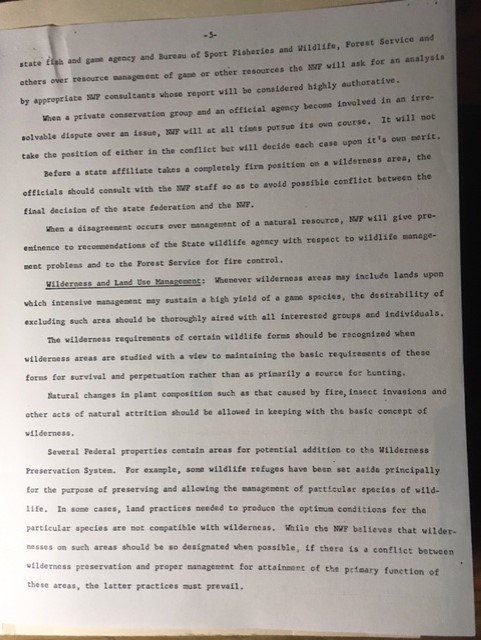 -5-
state fish and game agency and Bureau of Sport Fisheries and Wildlife, Forest Service and
others over resource management of game or other resources the NWF will ask for an analysis
by appropriate NWF consultants whose report will be considered highly authorative.
When a private conservation group and an official agency become involved in an irre-
solvable dispute over an issue, NWF will at all times pursue its own course. It will not
take the position of either in the conflict but will decide each case upon it's own merit.
Before a state affiliate takes a completely firm position on a wilderness area, the
officials should consult with the NWF staff so as to avoid possible conflict between the
final decision of the state federation and the NWF.
When a disagreement occurs over management of a natural resource, NWF will give pre-
eminence to recommendations of the State wildlife agency with respect to wildlife manage-
ment problems and to the Forest Service for fire control.
Wilderness and Land Use Management: Whenever wilderness areas may include lands upon
which intensive management may sustain a high yield of a game species, the desirability of
excluding such area should be thoroughly aired with all interested groups and individuals.
The wilderness requirements of certain wildlife forms should be recognized when
wilderness areas are studied with a view to maintaining the basic requirements of these
forms for survival and perpetuation rather than as primarily a source for hunting.
Natural changes in plant composition such as that caused by fire, insect invasions and
other acts of natural attrition should be allowed in keeping with the basic concept of
wilderness.
Several Federal properties contain areas for potential addition to the Wilderness
Preservation System. For example, some wildlife refuges have been set aside principally
for the purpose of preserving and allowing the management of particular species of wild-
life. In some cases, land practices needed to produce the optimum conditions for the
particular species are not compatible with wilderness. While the NWF believes that wilder-
nesses on such areas should be so designated when possible, if there is a conflict between
wilderness preservation and proper management for attainment of the primary function of
these areas, the latter practices must prevail.